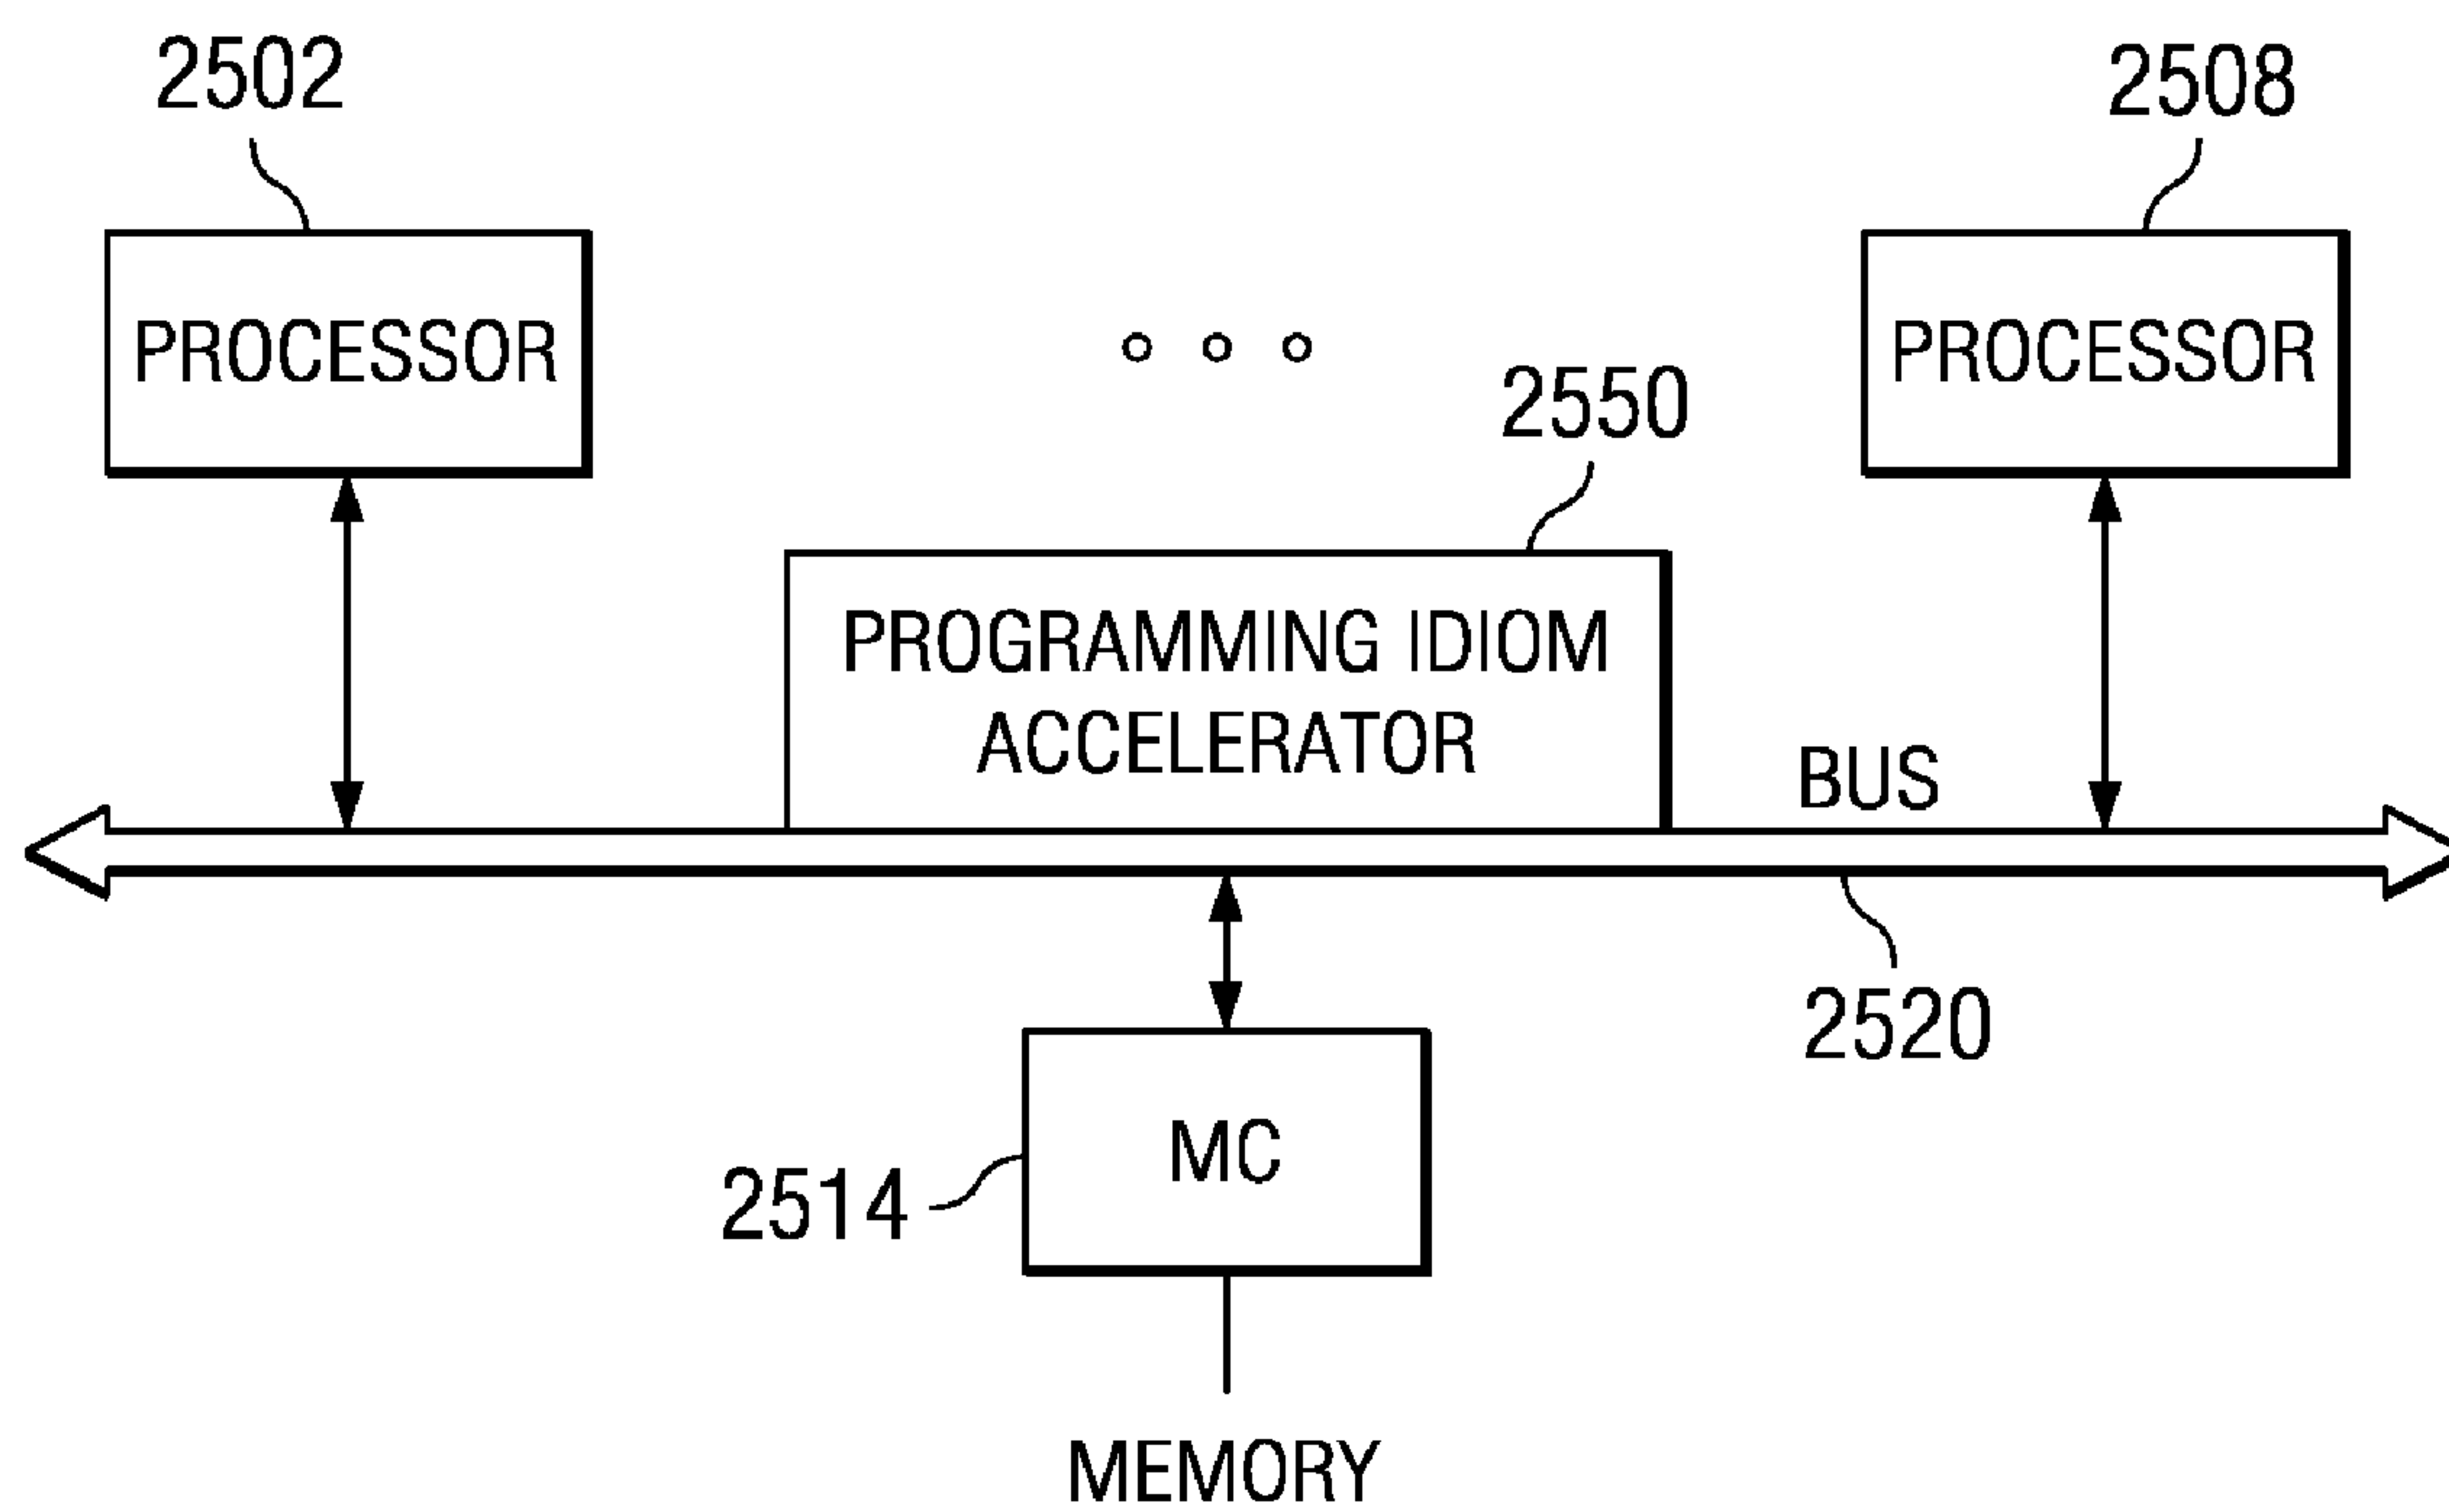 2502
2508
PROCESSOR
PROCESSOR
2550
PROGRAMMING IDIOM
ACCELERATOR
BUS
2520
MC
2514
MEMORY